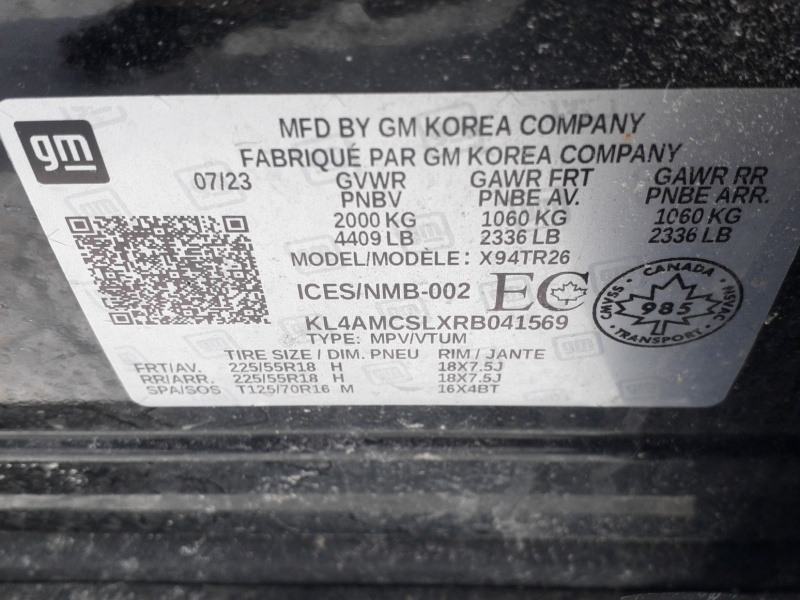 gm
MFD BY GM KOREA COMPANY
FABRIQUÉ PAR GM KOREA COMPANY
07/23 GVWR GAWR FRT GAWR RR
PNBV PNBE AV. PNBE ARR.
2000 KG 1060 KG 1060 KG
4409 LB 2336 LB 2336 LB
MODEL/MODÈLE: X94TR26
ICES/NMB-002 EC
CANADA
NSVAC 985 NSVMC
TRANSPORT
KL4AMCSLXRB041569
TYPE: MPV/VTUM
TIRE SIZE / DIM. PNEU RIM / JANTE
FRT/AV. 225/55R18 H 18X7.5J
RR/ARR. 225/55R18 H 18X7.5J
SPA/SOS T125/70R16 M 16X4BT